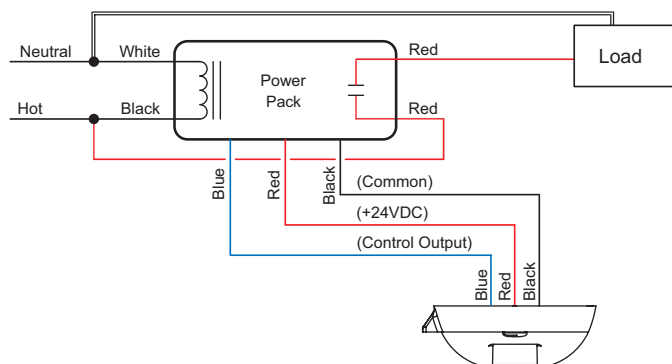 Neutral White
Red
Load
Power
Pack
Hot Black
Red
Blue
Red
Black
(Common)
(+24VDC)
(Control Output)
Blue
Red
Black